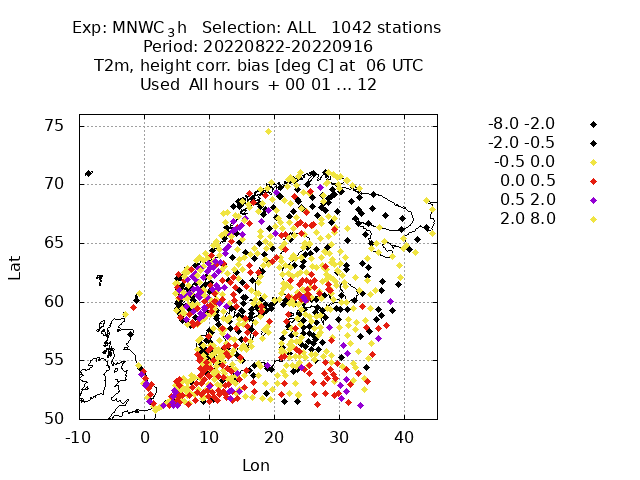 Exp: MNWC_3h   Selection: ALL   1042 stations
Period: 20220822-20220916
T2m, height corr. bias [deg C] at  06 UTC
Used  All hours  + 00 01 ... 12
-8.0 -2.0
-2.0 -0.5
-0.5 0.0
0.0 0.5
0.5 2.0
2.0 8.0
75
70
65
60
55
50
Lat
-10 0 10 20 30 40
Lon